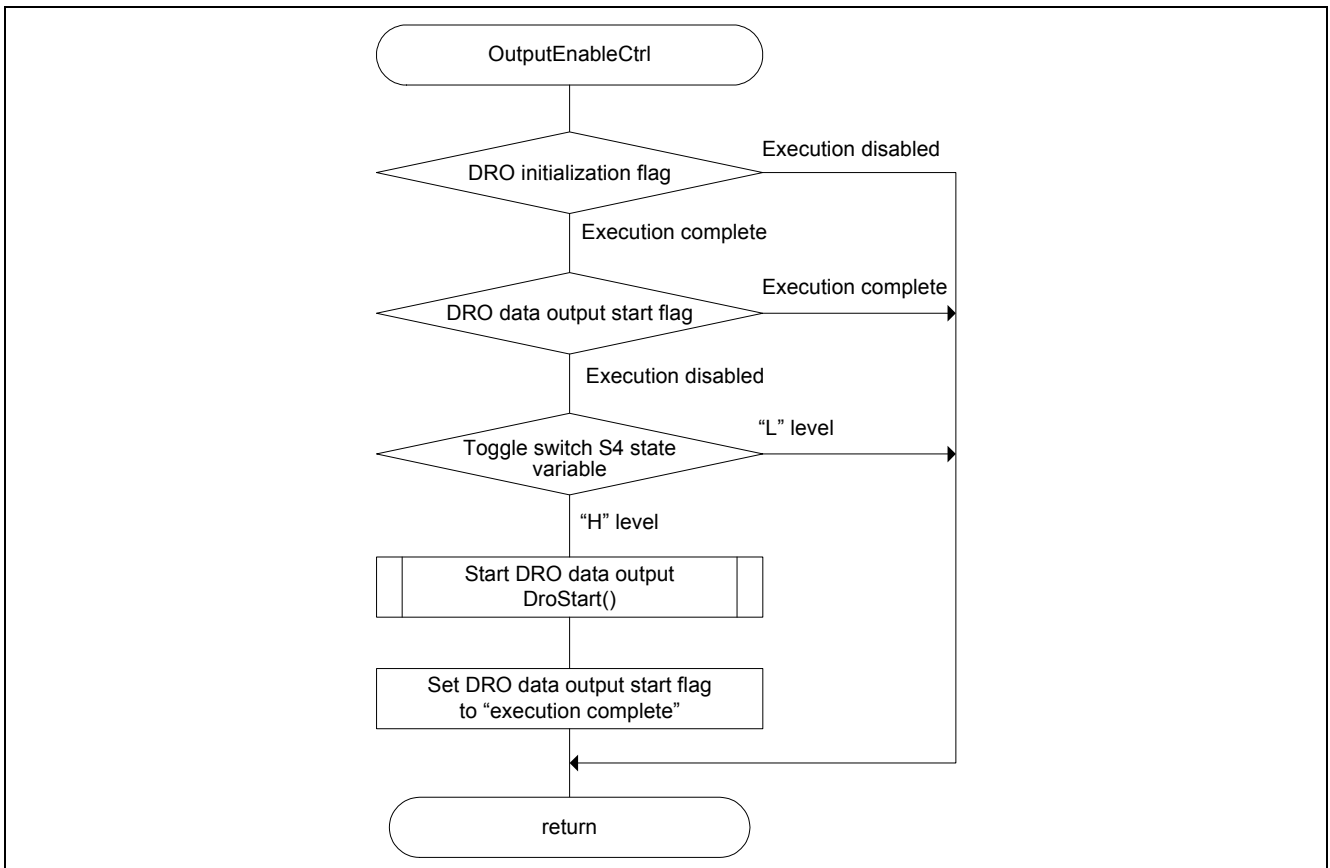 OutputEnableCtrl
DRO initialization flag
Execution disabled
Execution complete
DRO data output start flag
Execution complete
Execution disabled
Toggle switch S4 state
variable
“L” level
“H” level
Start DRO data output
DroStart()
Set DRO data output start flag
to “execution complete”
return